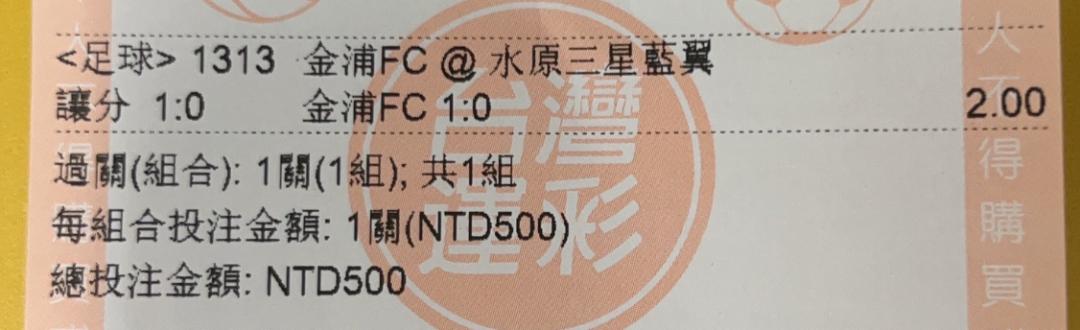 <足球> 1313 金浦FC @ 水原三星藍翼
讓分 1:0 金浦FC 1:0 2.00
過關(組合): 1關(1組); 共1組
每組合投注金額: 1關(NTD500)
總投注金額: NTD500
台灣
運彩
人不得購買